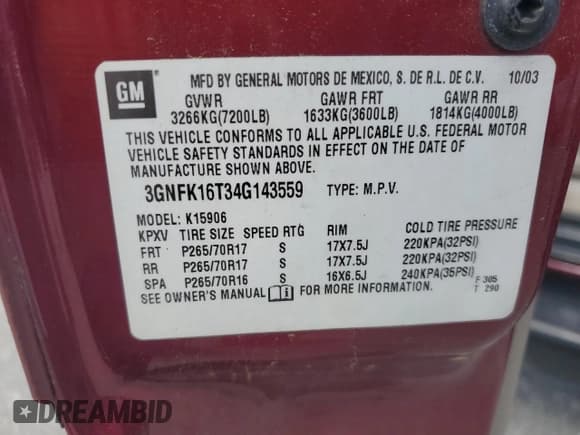 GM
MFD BY GENERAL MOTORS DE MEXICO, S. DE R.L. DE C.V. 10/03
GVWR GAWR FRT GAWR RR
3266KG(7200LB) 1633KG(3600LB) 1814KG(4000LB)
THIS VEHICLE CONFORMS TO ALL APPLICABLE U.S. FEDERAL MOTOR
VEHICLE SAFETY STANDARDS IN EFFECT ON THE DATE OF
MANUFACTURE SHOWN ABOVE.
3GNFK16T34G143559 TYPE: M.P.V.
MODEL: K15906
KPXV TIRE SIZE SPEED RTG RIM COLD TIRE PRESSURE
FRT P265/70R17 S 17X7.5J 220KPA(32PSI)
RR P265/70R17 S 17X7.5J 220KPA(32PSI)
SPA P265/70R16 S 16X6.5J 240KPA(35PSI)
F 305
SEE OWNER'S MANUAL FOR MORE INFORMATION. T 290
DREAMBID